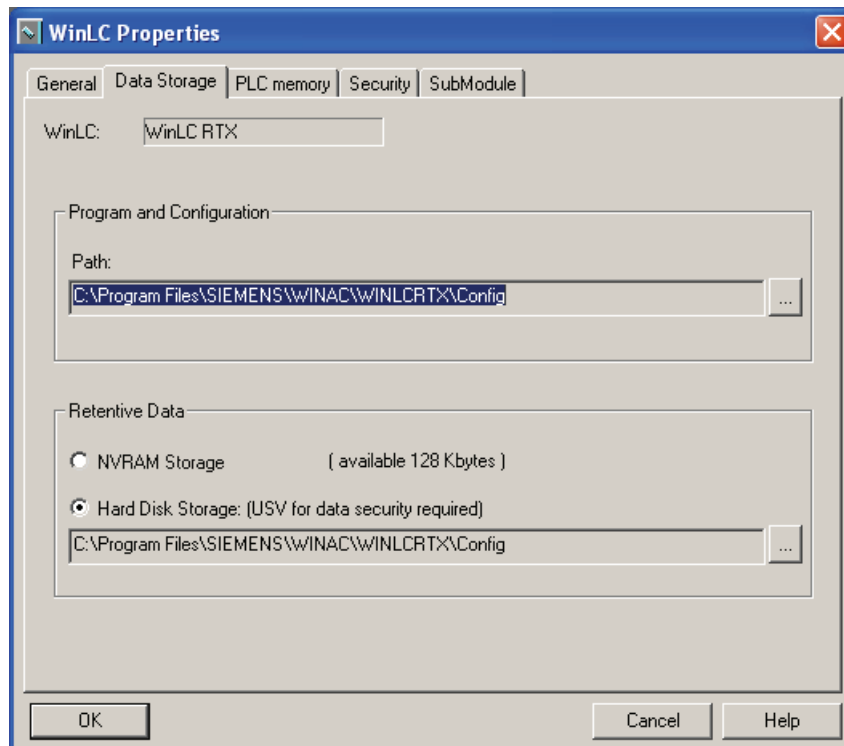 WinLC Properties
General Data Storage PLC memory Security SubModule
WinLC: WinLC RTX
Program and Configuration
Path:
C:\Program Files\SIEMENS\WINAC\WINLCRTX\Config ...
Retentive Data
NVRAM Storage ( available 128 Kbytes )
Hard Disk Storage: (USV for data security required)
C:\Program Files\SIEMENS\WINAC\WINLCRTX\Config ...
OK Cancel Help